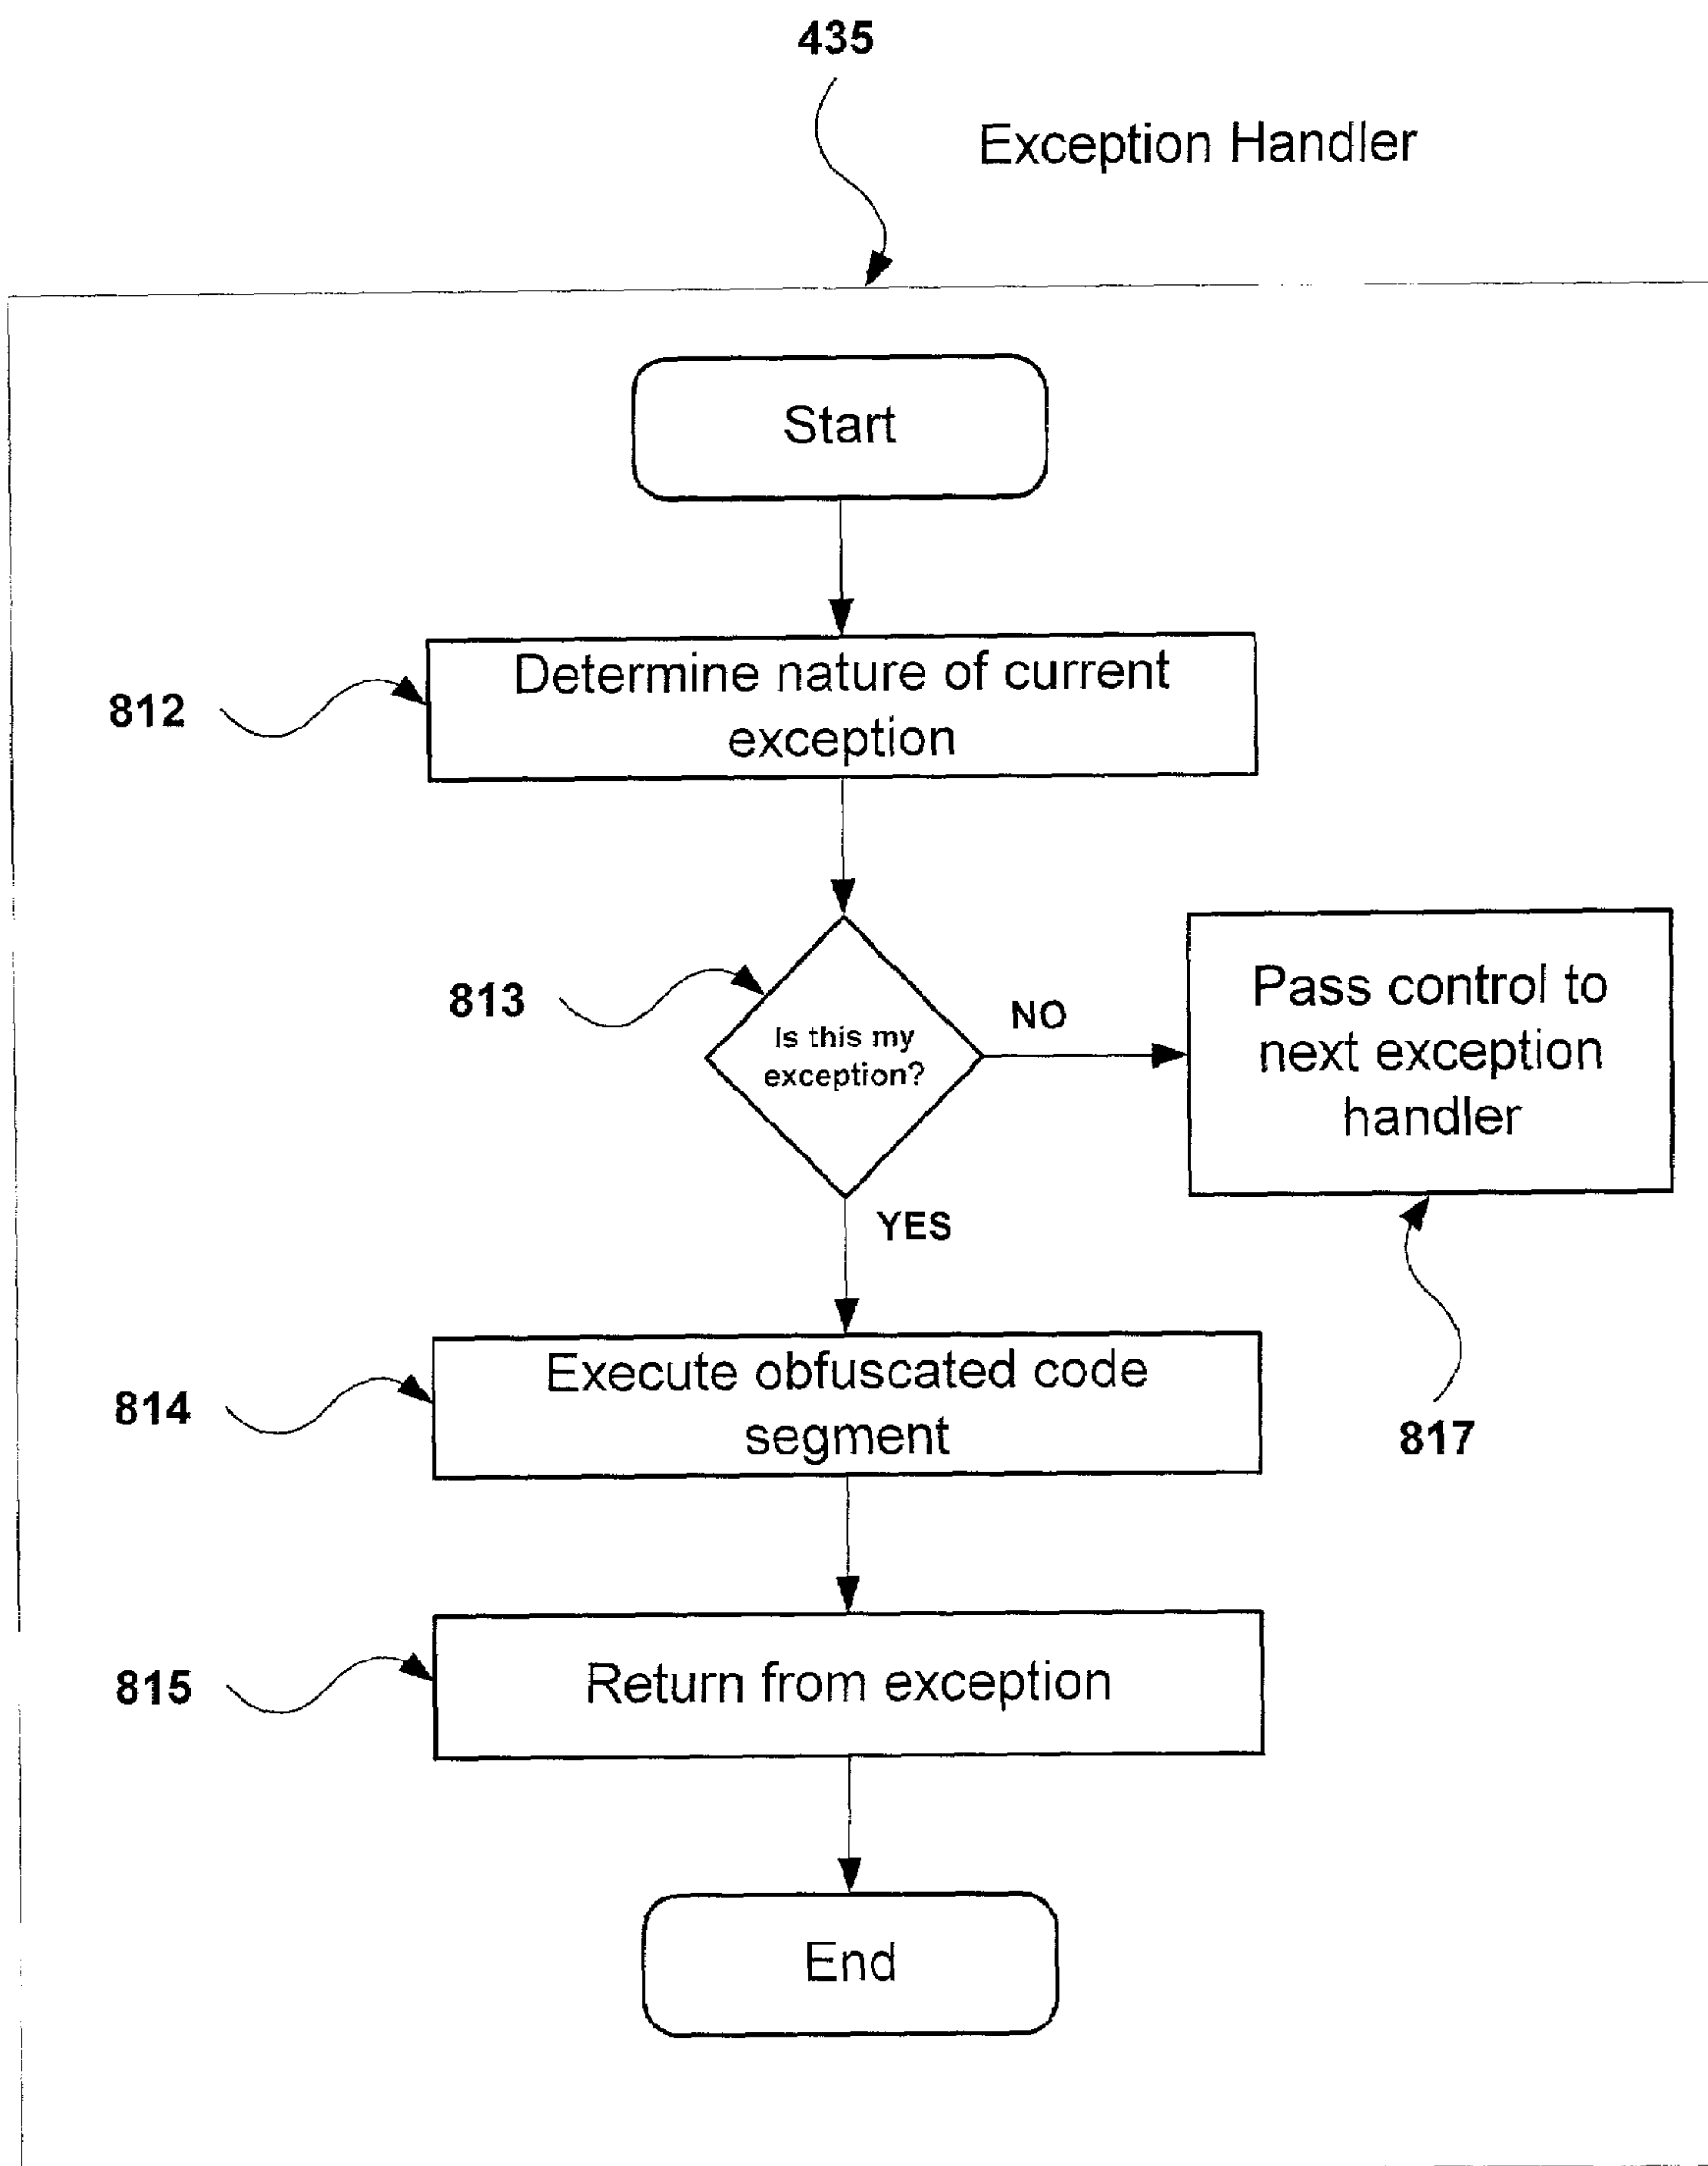 435
Exception Handler
Start
812
Determine nature of current
exception
813
Is this my
exception?
NO
Pass control to
next exception
handler
YES
817
814
Execute obfuscated code
segment
815
Return from exception
End